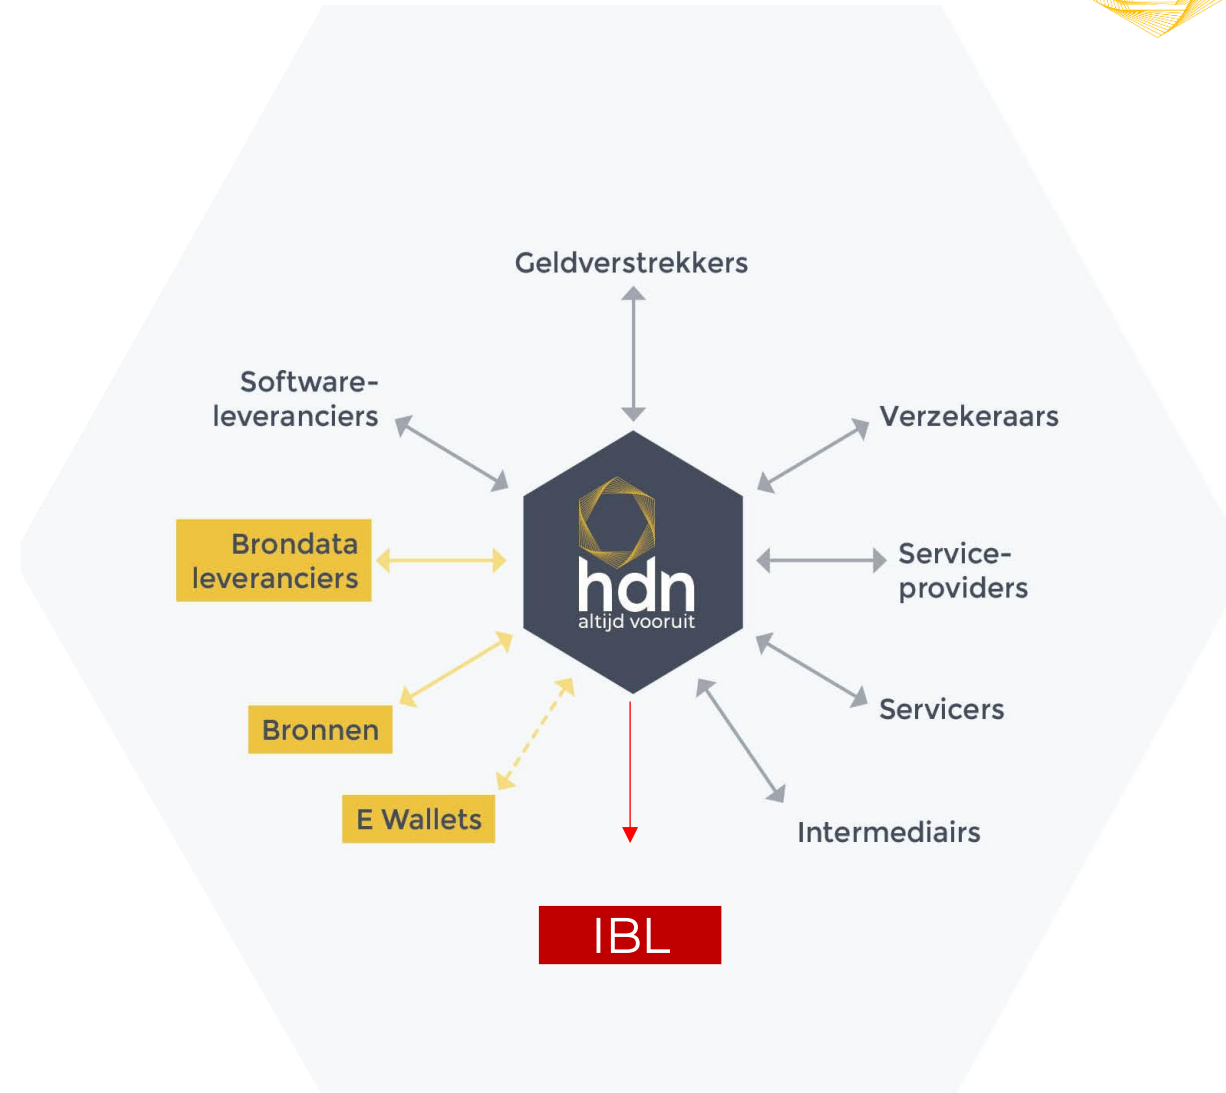 Geldverstrekkers
Software-
leveranciers
Verzekeraars
Brondata
leveranciers
hdn
altijd vooruit
Service-
providers
Bronnen
Servicers
E Wallets
Intermediairs
IBL